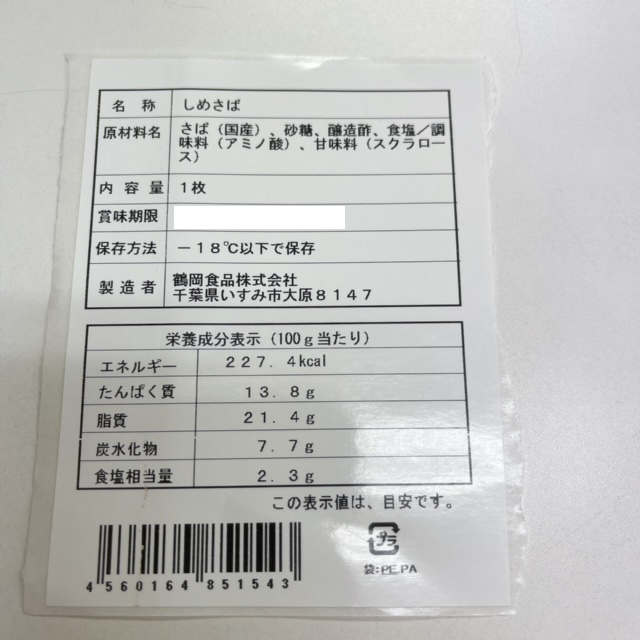 名称 しめさば
原材料名 さば（国産）、砂糖、醸造酢、食塩／調
味料（アミノ酸）、甘味料（スクラロー
ス）
内容量 1枚
賞味期限
保存方法 －18℃以下で保存
製造者 鶴岡食品株式会社
千葉県いすみ市大原8147
栄養成分表示（100g当たり）
エネルギー 227.4kcal
たんぱく質 13.8g
脂質 21.4g
炭水化物 7.7g
食塩相当量 2.3g
この表示値は、目安です。
4560164 851543
プラ
袋:PE.PA